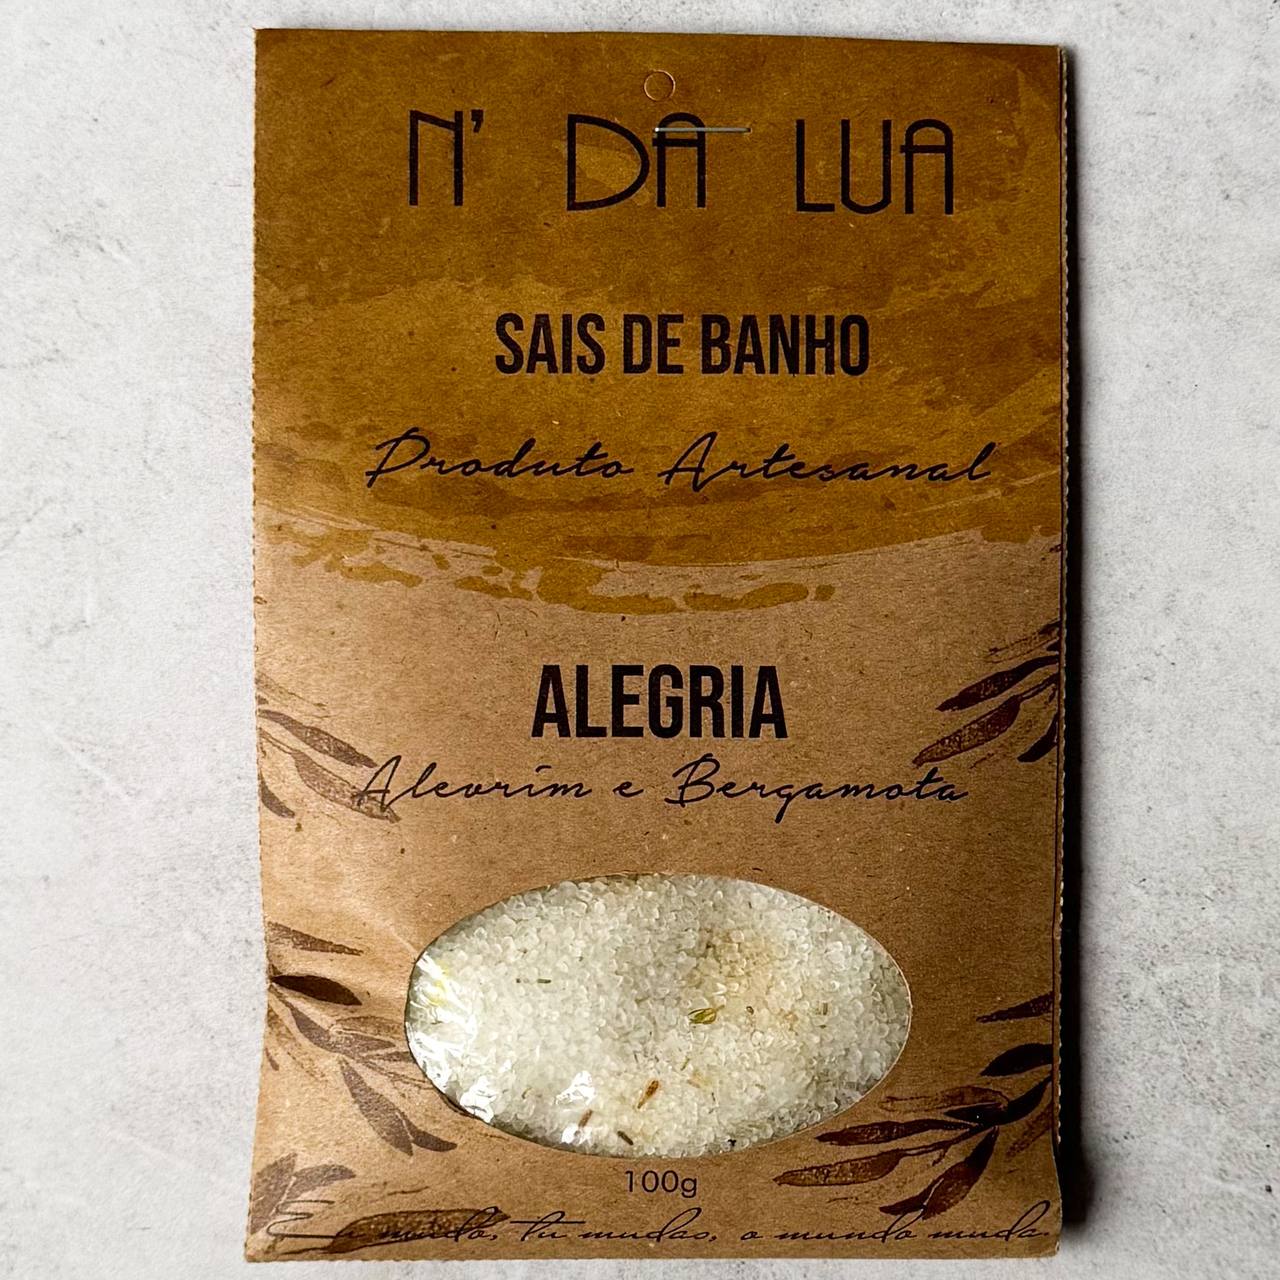 N' DA LUA
SAIS DE BANHO
Produto Artesanal
ALEGRIA
Alecrim e Bergamota
100g
Eu mudo, tu mudas, o mundo muda.